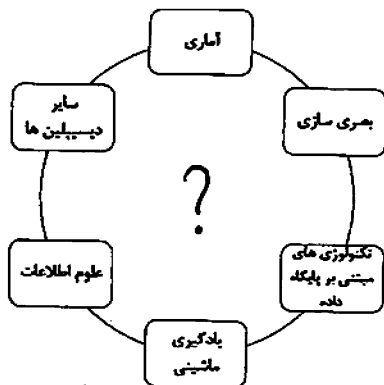 آماری
بصری سازی
تکنولوژی های
مبتنی بر پایگاه
داده
یادگیری
ماشینی
علوم اطلاعات
سایر
دیسیپلین ها
?